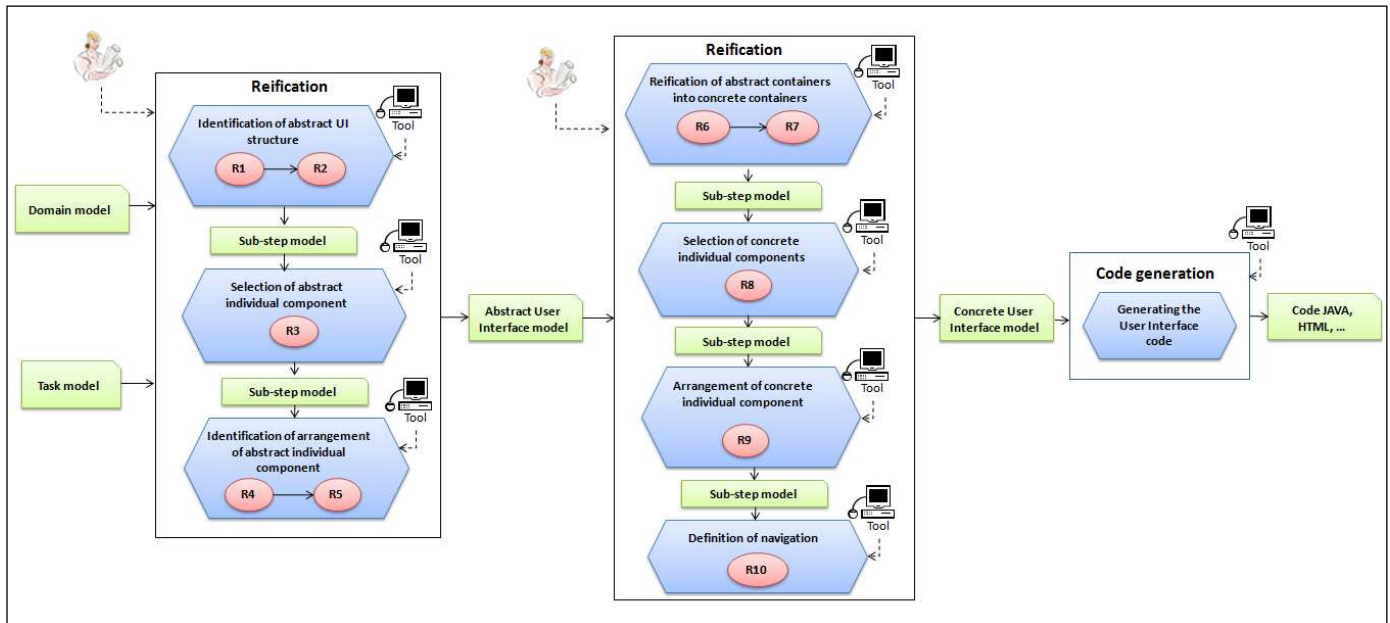 Reification
Identification of abstract UI
structure
R1
R2
Tool
Domain model
Sub-step model
Tool
Selection of abstract
individual component
R3
Task model
Sub-step model
Tool
Identification of arrangement
of abstract individual
component
R4
R5
Abstract User
Interface model
Reification
Reification of abstract containers
into concrete containers
R6
R7
Tool
Sub-step model
Selection of concrete
individual components
R8
Tool
Sub-step model
Arrangement of concrete
individual component
R9
Tool
Sub-step model
Definition of navigation
R10
Tool
Concrete User
Interface model
Tool
Code generation
Generating the
User Interface
code
Code JAVA,
HTML, ...